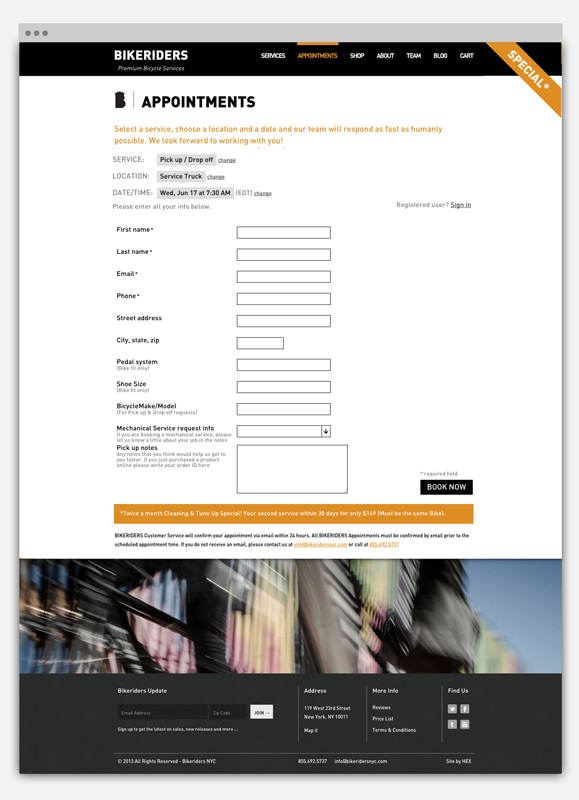 BIKERIDERS
Premium Bicycle Services
SERVICES APPOINTMENTS SHOP ABOUT TEAM BLOG CART
SPECIAL*
APPOINTMENTS
Select a service, choose a location and a date and our team will respond as fast as humanly
possible. We look forward to working with you!
SERVICE: Pick up / Drop off change
LOCATION: Service Truck change
DATE/TIME: Wed, Jun 17 at 7:30 AM (EDT) change
Please enter all your info below.
Registered user? Sign in
First name *
Last name *
Email *
Phone *
Street address
City, state, zip
Pedal system
(Bike fit only)
Shoe Size
(Bike fit only)
BicycleMake/Model
(For Pick up & Drop off requests)
Mechanical Service request info
If you are booking a mechanical service, please
let us know a little about your job in the notes
Pick up notes
Any notes that you think would help us get to
you faster. If you just purchased a product
online please write your order ID here
* required field
BOOK NOW
*Twice a month Cleaning & Tune Up Special! Your second service within 30 days for only $149 (Must be the same Bike).
BIKERIDERS Customer Service will confirm your appointment via email within 24 hours. All BIKERIDERS Appointments must be confirmed by email prior to the
scheduled appointment time. If you do not receive an email, please contact us at info@bikeridersnyc.com or call at 855.692.5737
Bikeriders Update
Email Address
Zip Code
JOIN →
Sign up to get the latest on sales, new releases and more ...
Address
119 West 23rd Street
New York, NY 10011
Map it
More Info
Reviews
Price List
Terms & Conditions
Find Us
© 2013 All Rights Reserved - Bikeriders NYC
855.692.5737 info@bikeridersnyc.com
Site by HEX